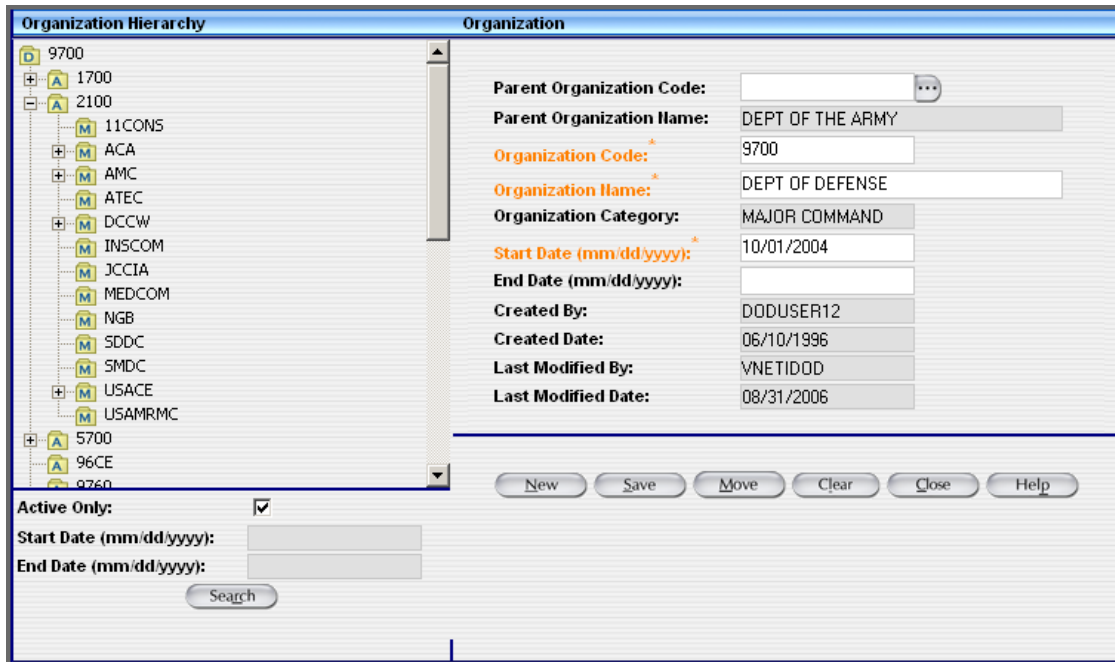 Organization Hierarchy
D 9700
A 1700
A 2100
M 11CONS
M ACA
M AMC
M ATEC
M DCCW
M INSCOM
M JCCIA
M MEDCOM
M NGB
M SDDC
M SMDC
M USACE
M USAMRMC
A 5700
A 96CE
9760
Active Only:
Start Date (mm/dd/yyyy):
End Date (mm/dd/yyyy):
Search
Organization
Parent Organization Code: ...
Parent Organization Name: DEPT OF THE ARMY
Organization Code:* 9700
Organization Name:* DEPT OF DEFENSE
Organization Category: MAJOR COMMAND
Start Date (mm/dd/yyyy):* 10/01/2004
End Date (mm/dd/yyyy):
Created By: DODUSER12
Created Date: 06/10/1996
Last Modified By: VNETIDOD
Last Modified Date: 08/31/2006
New Save Move Clear Close Help